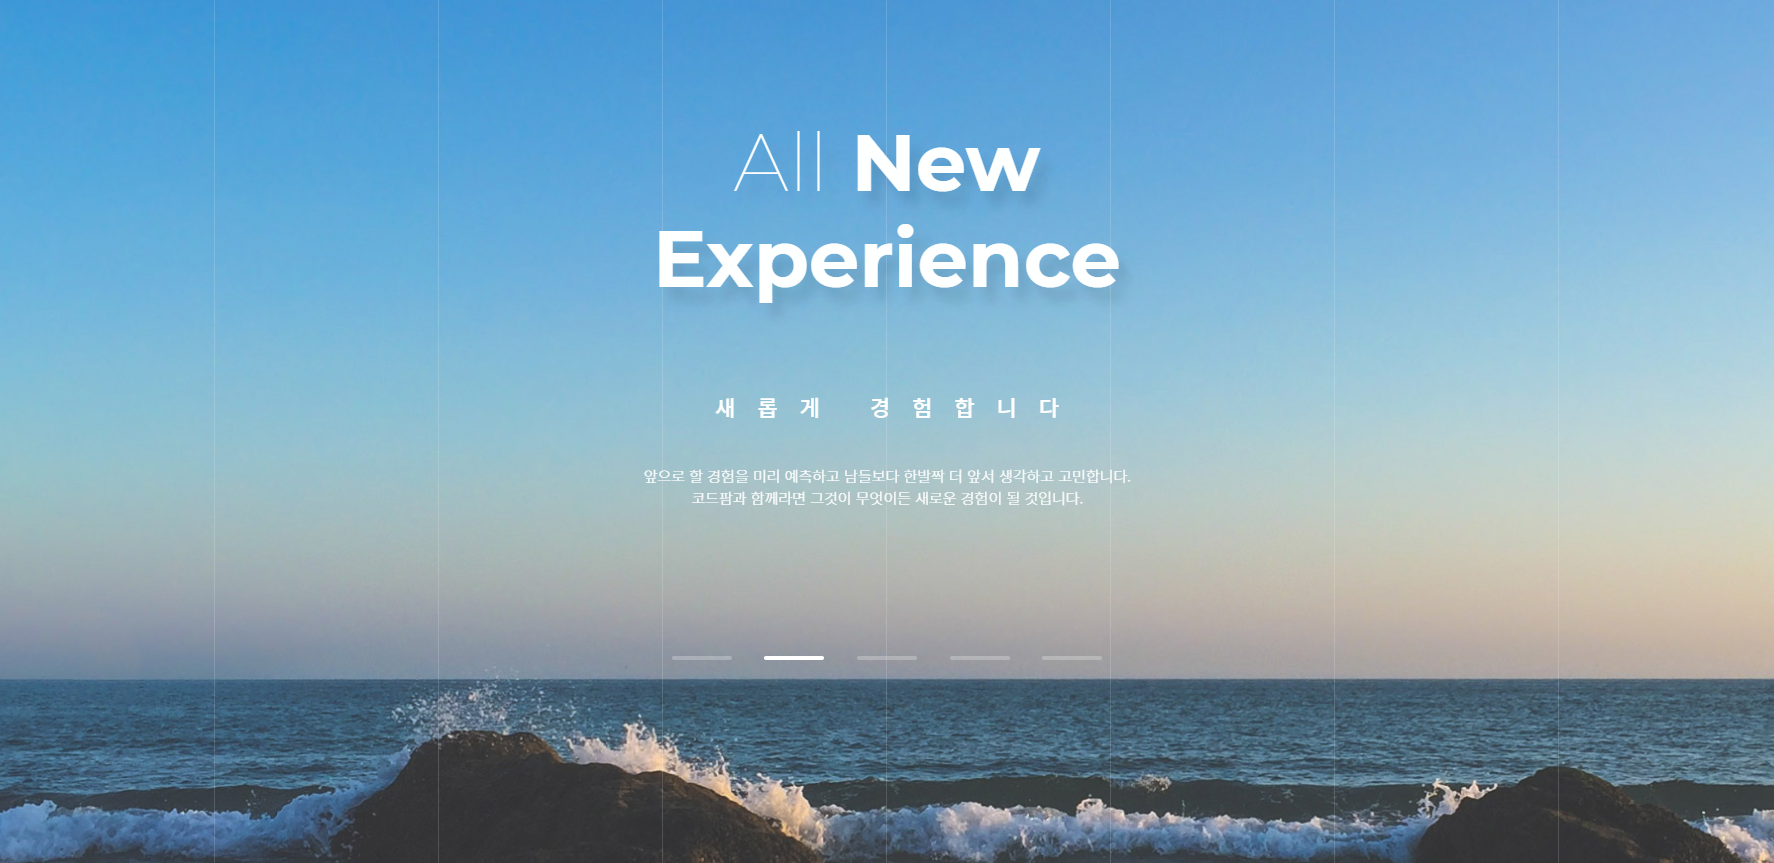 All New
Experience
새롭게 경험합니다
앞으로 할 경험을 미리 예측하고 남들보다 한발짝 더 앞서 생각하고 고민합니다.
코드팜과 함께라면 그것이 무엇이든 새로운 경험이 될 것입니다.